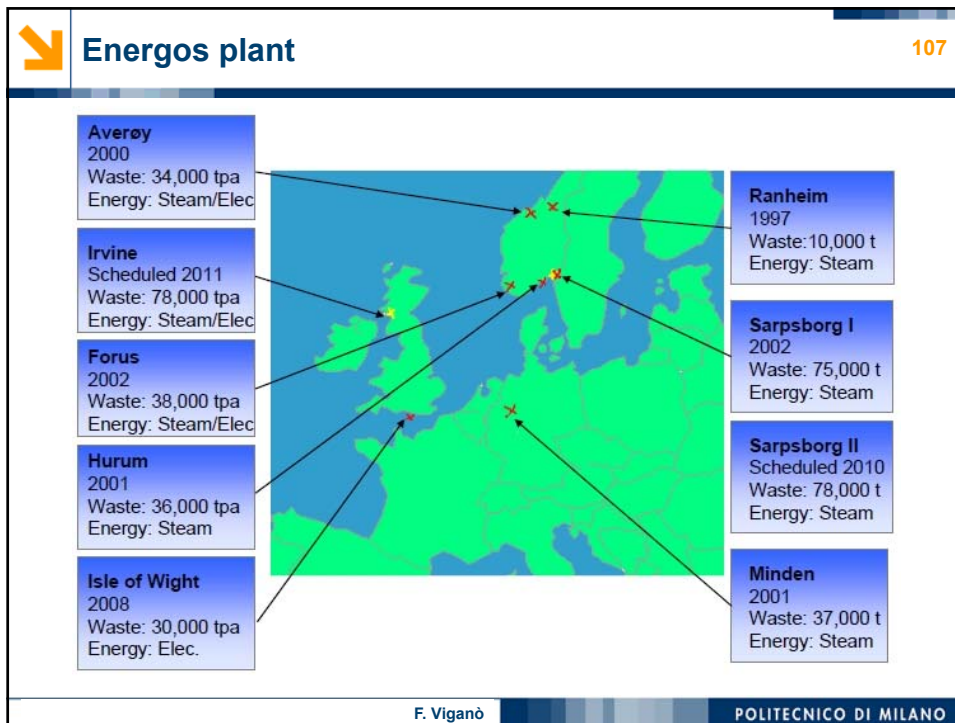 Energos plant
107
Averøy
2000
Waste: 34,000 tpa
Energy: Steam/Elec
Irvine
Scheduled 2011
Waste: 78,000 tpa
Energy: Steam/Elec
Forus
2002
Waste: 38,000 tpa
Energy: Steam/Elec
Hurum
2001
Waste: 36,000 tpa
Energy: Steam
Isle of Wight
2008
Waste: 30,000 tpa
Energy: Elec.
Ranheim
1997
Waste:10,000 t
Energy: Steam
Sarpsborg I
2002
Waste: 75,000 t
Energy: Steam
Sarpsborg II
Scheduled 2010
Waste: 78,000 t
Energy: Steam
Minden
2001
Waste: 37,000 t
Energy: Steam
F. Viganò
POLITECNICO DI MILANO